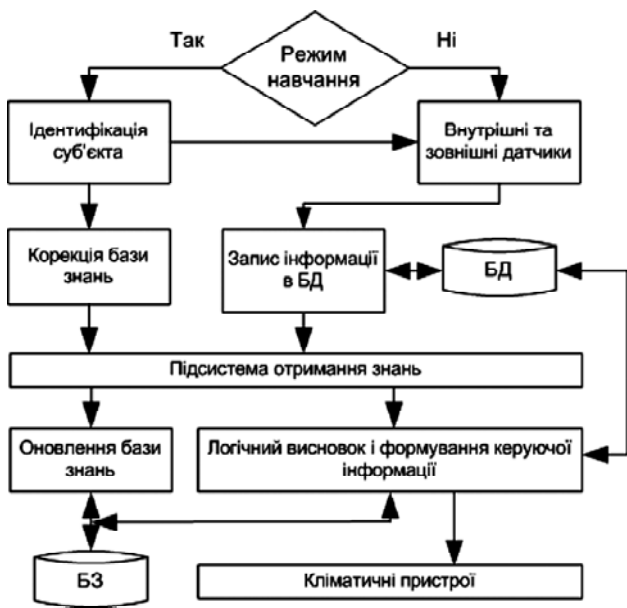 Так
Режим
навчання
Ні
Ідентифікація
суб'єкта
Внутрішні та
зовнішні датчики
Корекція бази
знань
Запис інформації
в БД
БД
Підсистема отримання знань
Оновлення бази
знань
Логічний висновок і формування керуючої
інформації
БЗ
Кліматичні пристрої